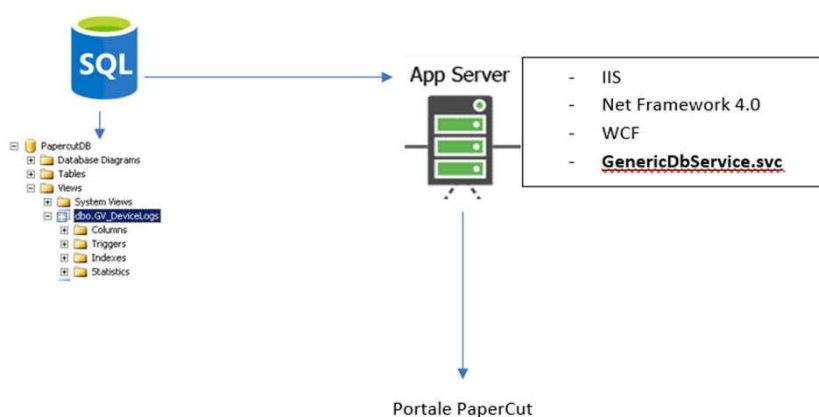 SQL
App Server
- IIS
- Net Framework 4.0
- WCF
- GenericDbService.svc
PapercutDB
Database Diagrams
Tables
Views
System Views
dbo.GV_DeviceLogs
Columns
Triggers
Indexes
Statistics
Portale PaperCut